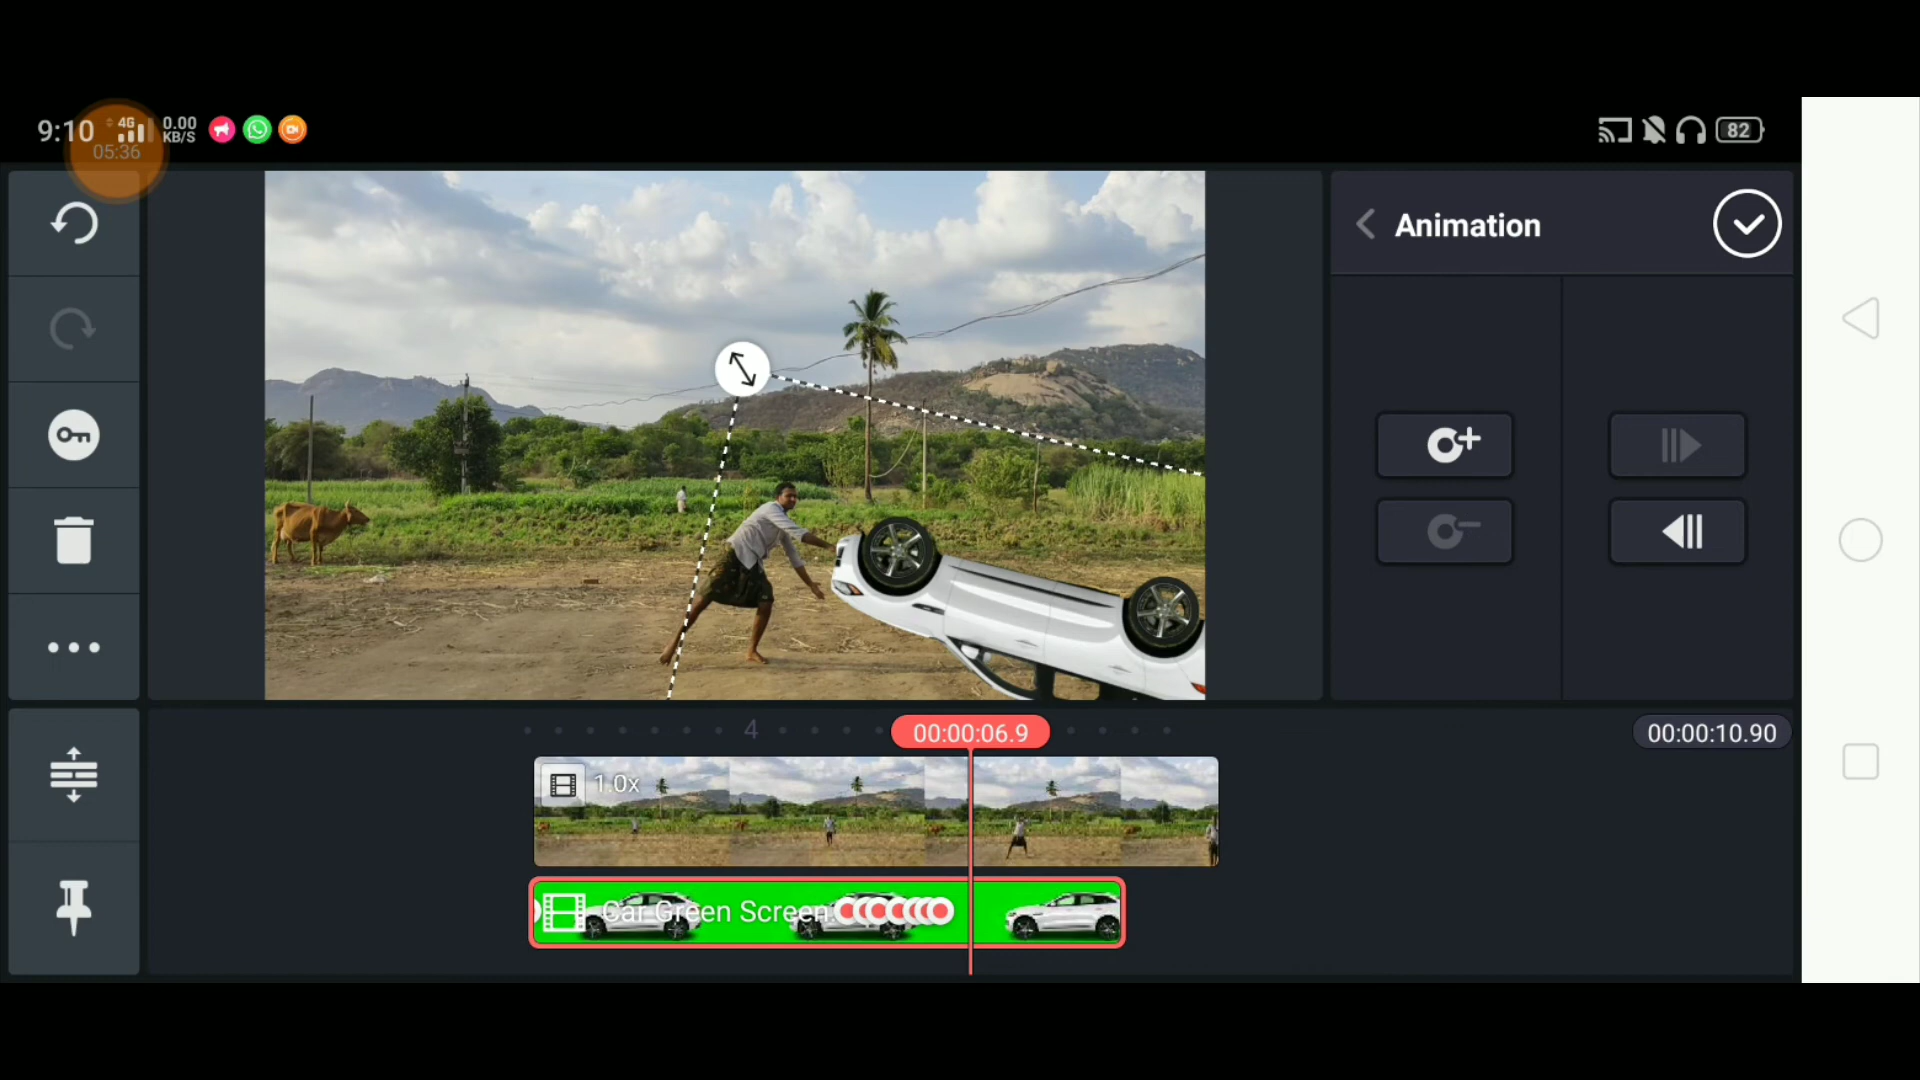 9:10
4G
0.00
KB/S
05:36
82
Animation
4
00:00:06.9
00:00:10.90
1.0x
Car Green Screen.